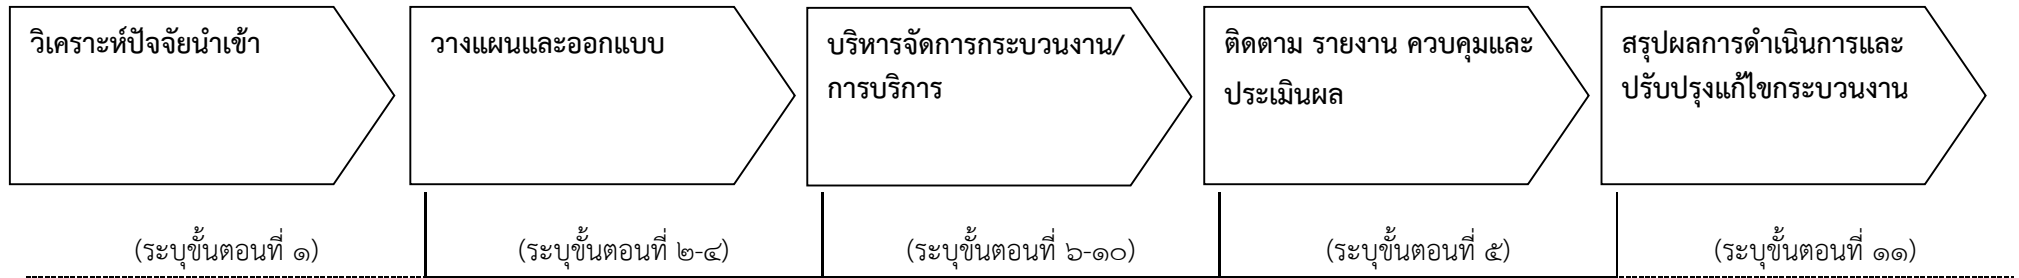 วิเคราะห์ปัจจัยนำเข้า
วางแผนและออกแบบ
บริหารจัดการกระบวนงาน/
การบริการ
ติดตาม รายงาน ควบคุมและ
ประเมินผล
สรุปผลการดำเนินการและ
ปรับปรุงแก้ไขกระบวนงาน
(ระบุขั้นตอนที่ ๑)
(ระบุขั้นตอนที่ ๒-๔)
(ระบุขั้นตอนที่ ๖-๑๐)
(ระบุขั้นตอนที่ ๕)
(ระบุขั้นตอนที่ ๑๑)